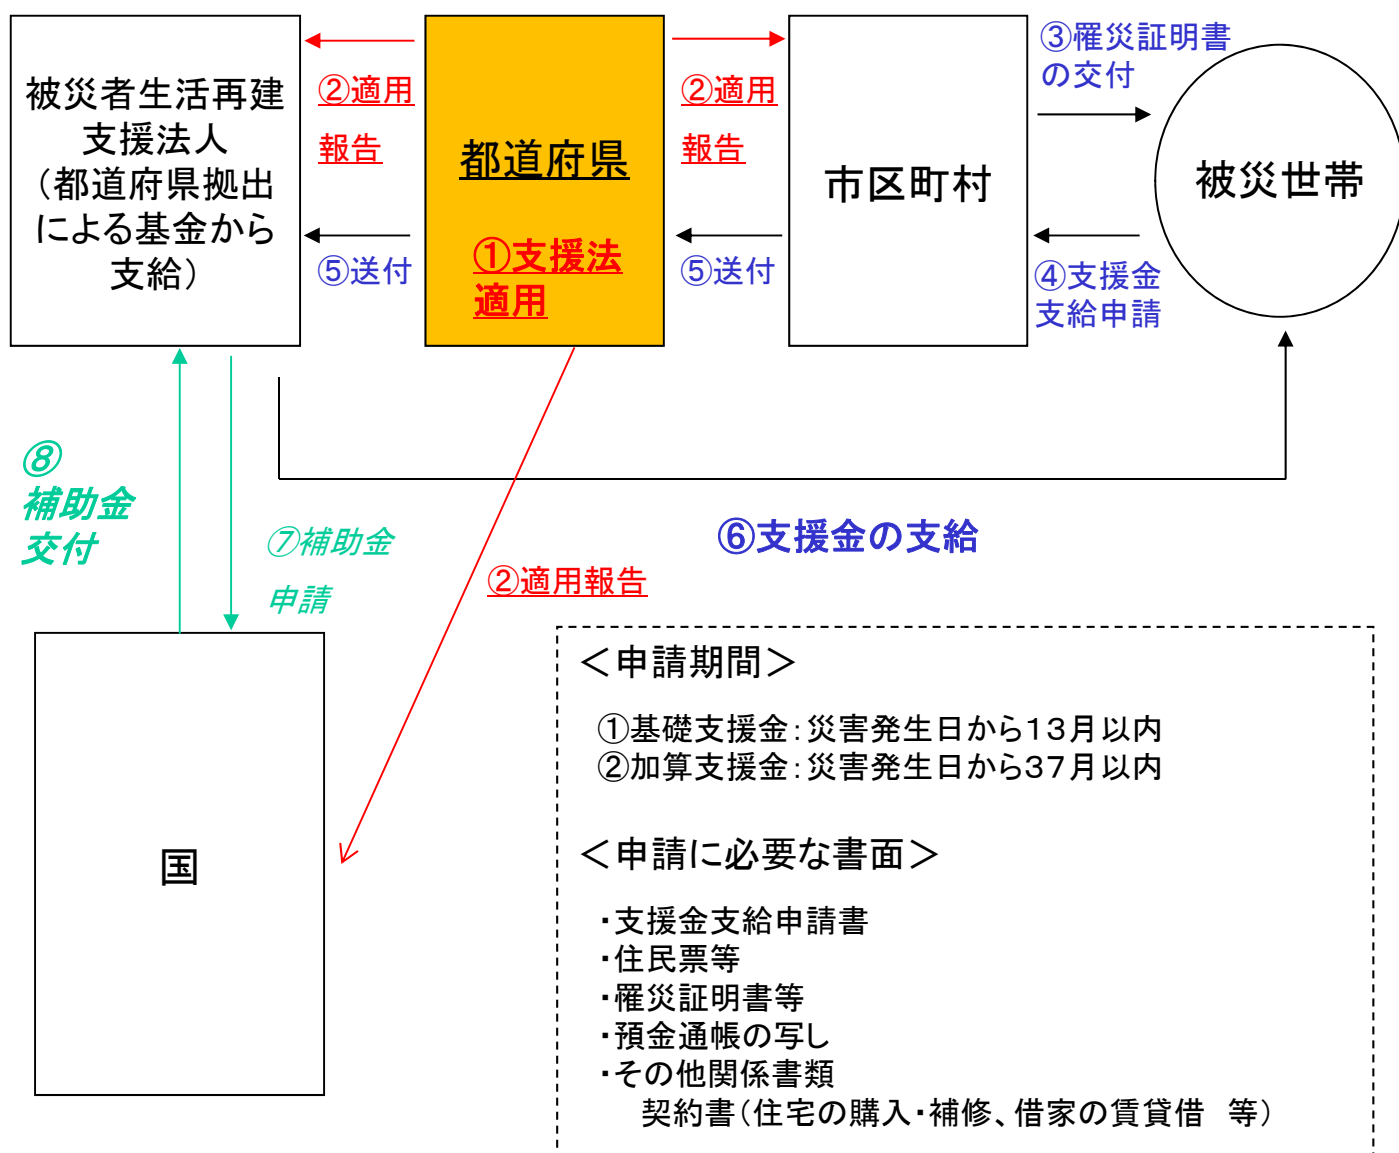 被災者生活再建
支援法人
（都道府県拠出
による基金から
支給）
②適用
報告
⑤送付
都道府県
①支援法
適用
②適用
報告
⑤送付
市区町村
③罹災証明書
の交付
④支援金
支給申請
被災世帯
⑧
補助金
交付
⑦補助金
申請
②適用報告
⑥支援金の支給
国
＜申請期間＞
①基礎支援金：災害発生日から１３月以内
②加算支援金：災害発生日から３７月以内
＜申請に必要な書面＞
・支援金支給申請書
・住民票等
・罹災証明書等
・預金通帳の写し
・その他関係書類
契約書（住宅の購入・補修、借家の賃貸借　等）